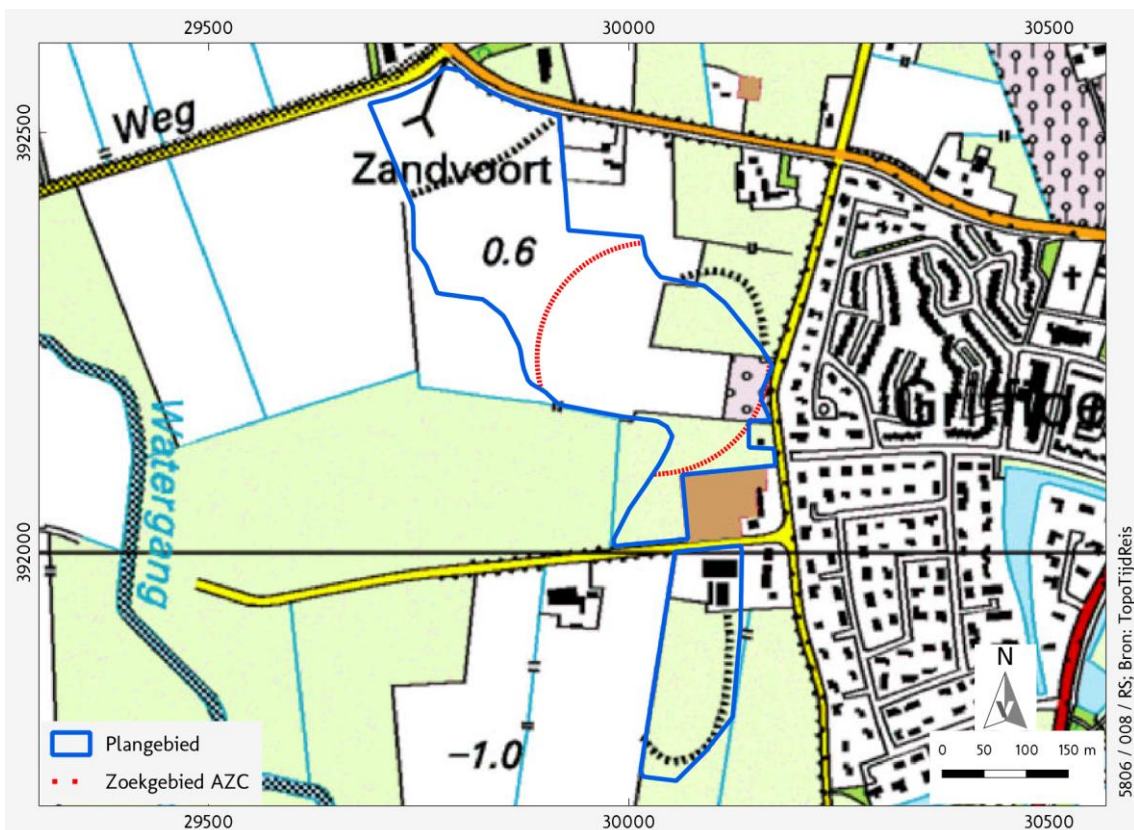 29500 30000 30500
392500
Weg
Zandvoort
0.6
Watergang
392000
N
-1.0
Plangebied
Zoekgebied AZC
0 50 100 150 m
5806 / 008 / RS; Bron: TopoTijdReis
29500 30000 30500